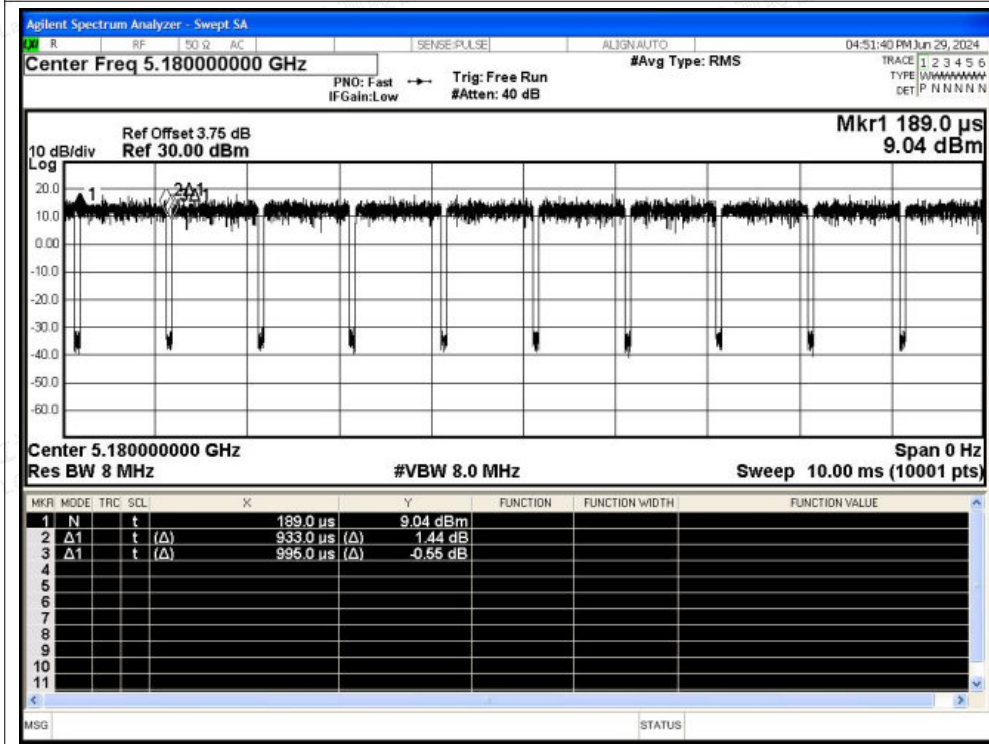 Agilent Spectrum Analyzer - Swept SA
LXI R RF 50 Ω AC SENSE:PULSE ALIGN AUTO 04:51:40 PM Jun 29, 2024
Center Freq 5.180000000 GHz #Avg Type: RMS TRACE 1 2 3 4 5 6
PNO: Fast Trig: Free Run TYPE WWWWWW
IFGain:Low #Atten: 40 dB DET P N N N N N
Mkr1 189.0 µs
Ref Offset 3.75 dB
10 dB/div Ref 30.00 dBm 9.04 dBm
Log
20.0
1 2Δ1
10.0
0.00
-10.0
-20.0
-30.0
-40.0
-50.0
-60.0
Center 5.180000000 GHz Span 0 Hz
Res BW 8 MHz #VBW 8.0 MHz Sweep 10.00 ms (10001 pts)
MKR MODE TRC SCL X Y FUNCTION FUNCTION WIDTH FUNCTION VALUE
1 N t 189.0 µs 9.04 dBm
2 Δ1 t (Δ) 933.0 µs (Δ) 1.44 dB
3 Δ1 t (Δ) 995.0 µs (Δ) -0.55 dB
4
5
6
7
8
9
10
11
MSG STATUS